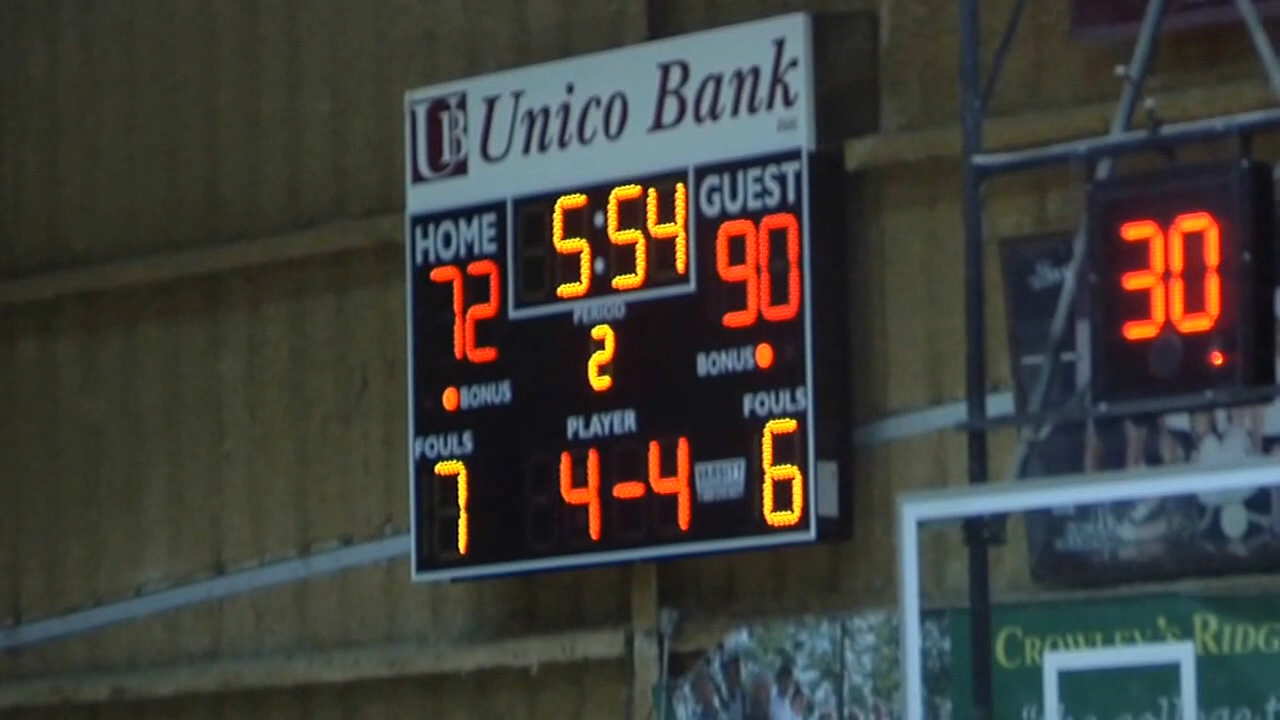 UB Unico Bank
HOME
5:54
GUEST
72
90
PERIOD
2
BONUS
BONUS
PLAYER
FOULS
FOULS
7
4-4
6
30
CROWLEY'S RIDG